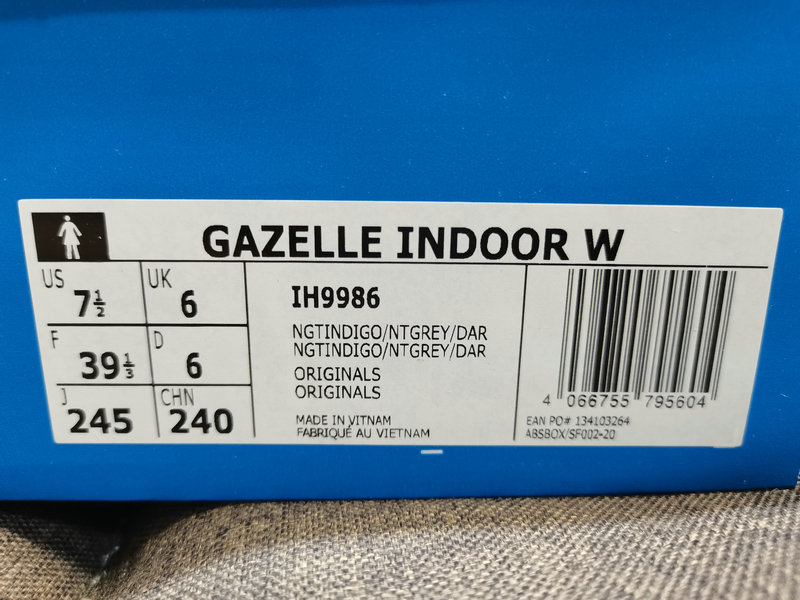 GAZELLE INDOOR W
US 7½ UK 6
F 39⅓ D 6
J 245 CHN 240
IH9986
NGTINDIGO/NTGREY/DAR
NGTINDIGO/NTGREY/DAR
ORIGINALS
ORIGINALS
MADE IN VITNAM
FABRIQUÉ AU VIETNAM
4 066755 795604
EAN PO# 134103264
ABSBOX/SF002-20